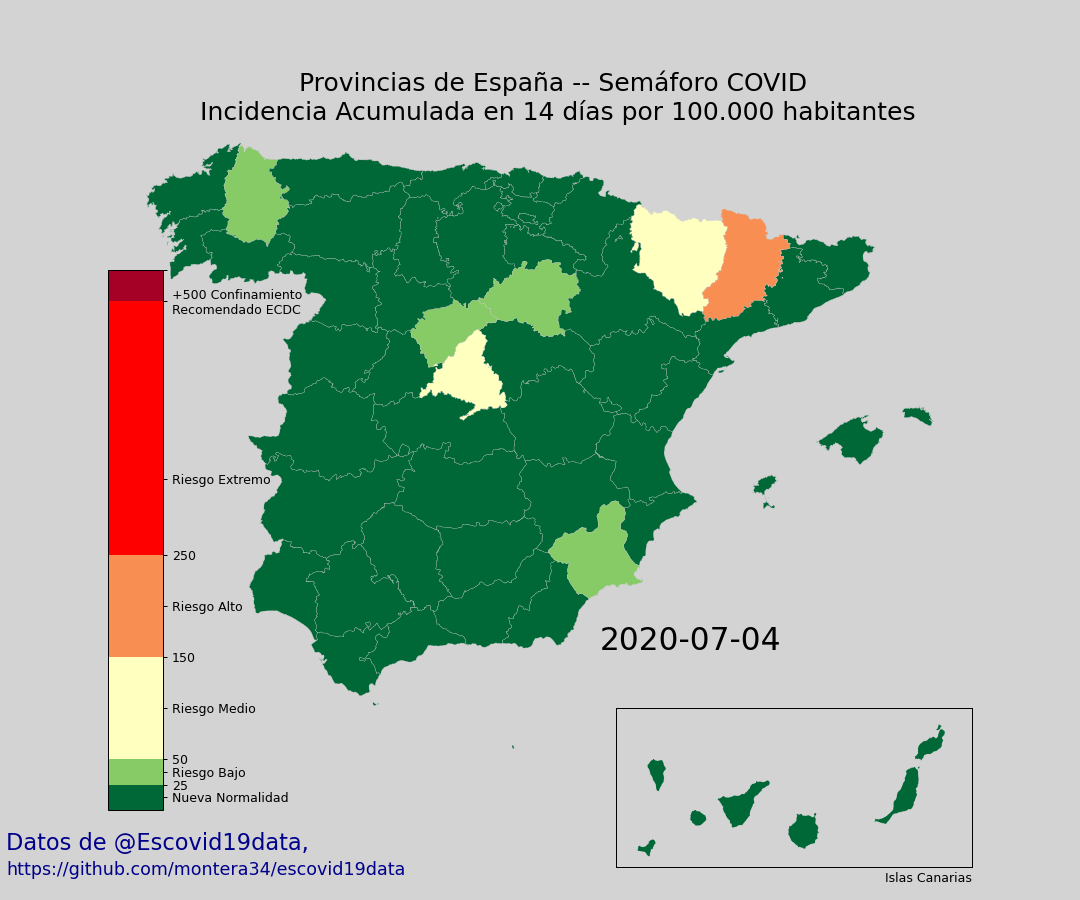 Provincias de España -- Semáforo COVID
Incidencia Acumulada en 14 días por 100.000 habitantes
+500 Confinamiento
Recomendado ECDC
Riesgo Extremo
250
Riesgo Alto
150
Riesgo Medio
50
Riesgo Bajo
25
Nueva Normalidad
2020-07-04
Islas Canarias
Datos de @Escovid19data,
https://github.com/montera34/escovid19data